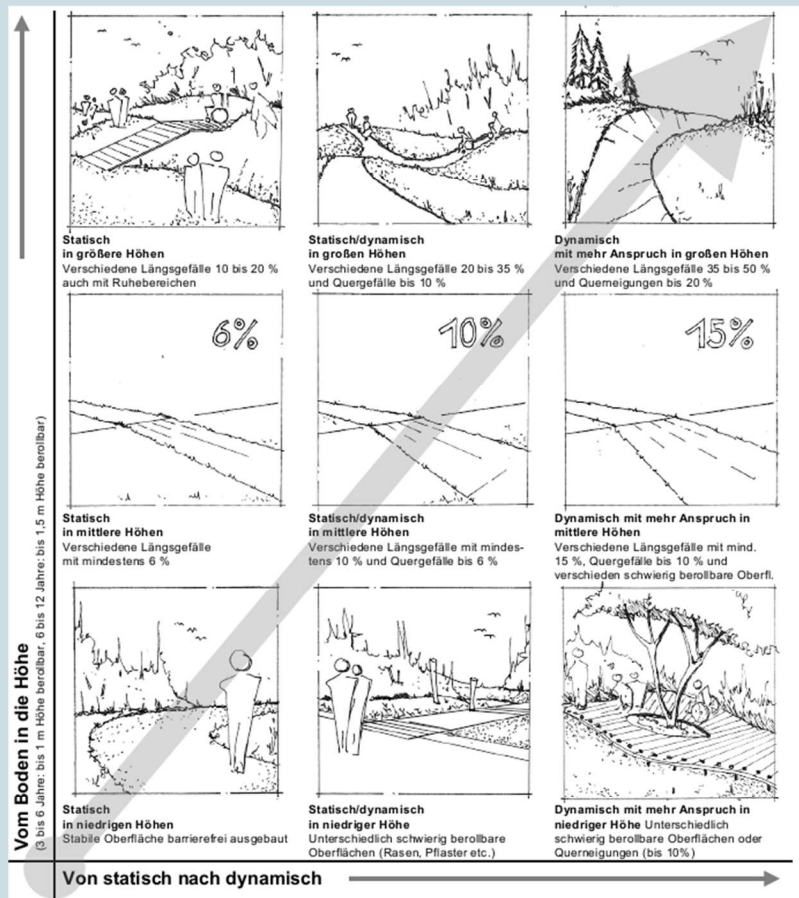 Statisch
in größere Höhen
Verschiedene Längsgefälle 10 bis 20 %
auch mit Ruhebereichen
Statisch/dynamisch
in großen Höhen
Verschiedene Längsgefälle 20 bis 35 %
und Quergefälle bis 10 %
Dynamisch
mit mehr Anspruch in großen Höhen
Verschiedene Längsgefälle 35 bis 50 %
und Querneigungen bis 20 %
6%
10%
15%
Statisch
in mittlere Höhen
Verschiedene Längsgefälle
mit mindestens 6 %
Statisch/dynamisch
in mittlere Höhen
Verschiedene Längsgefälle mit mindes-
tens 10 % und Quergefälle bis 6 %
Dynamisch mit mehr Anspruch in
mittlere Höhen
Verschiedene Längsgefälle mit mind.
15 %, Quergefälle bis 10 % und
verschieden schwierig berollbare Oberfl.
Statisch
in niedrigen Höhen
Stabile Oberfläche barrierefrei ausgebaut
Statisch/dynamisch
in niedriger Höhe
Unterschiedlich schwierig berollbare
Oberflächen (Rasen, Pflaster etc.)
Dynamisch mit mehr Anspruch in
niedriger Höhe Unterschiedlich
schwierig berollbare Oberflächen oder
Querneigungen (bis 10%)
Vom Boden in die Höhe
(3 bis 6 Jahre: bis 1 m Höhe berollbar, 6 bis 12 Jahre: bis 1,5 m Höhe berollbar)
Von statisch nach dynamisch